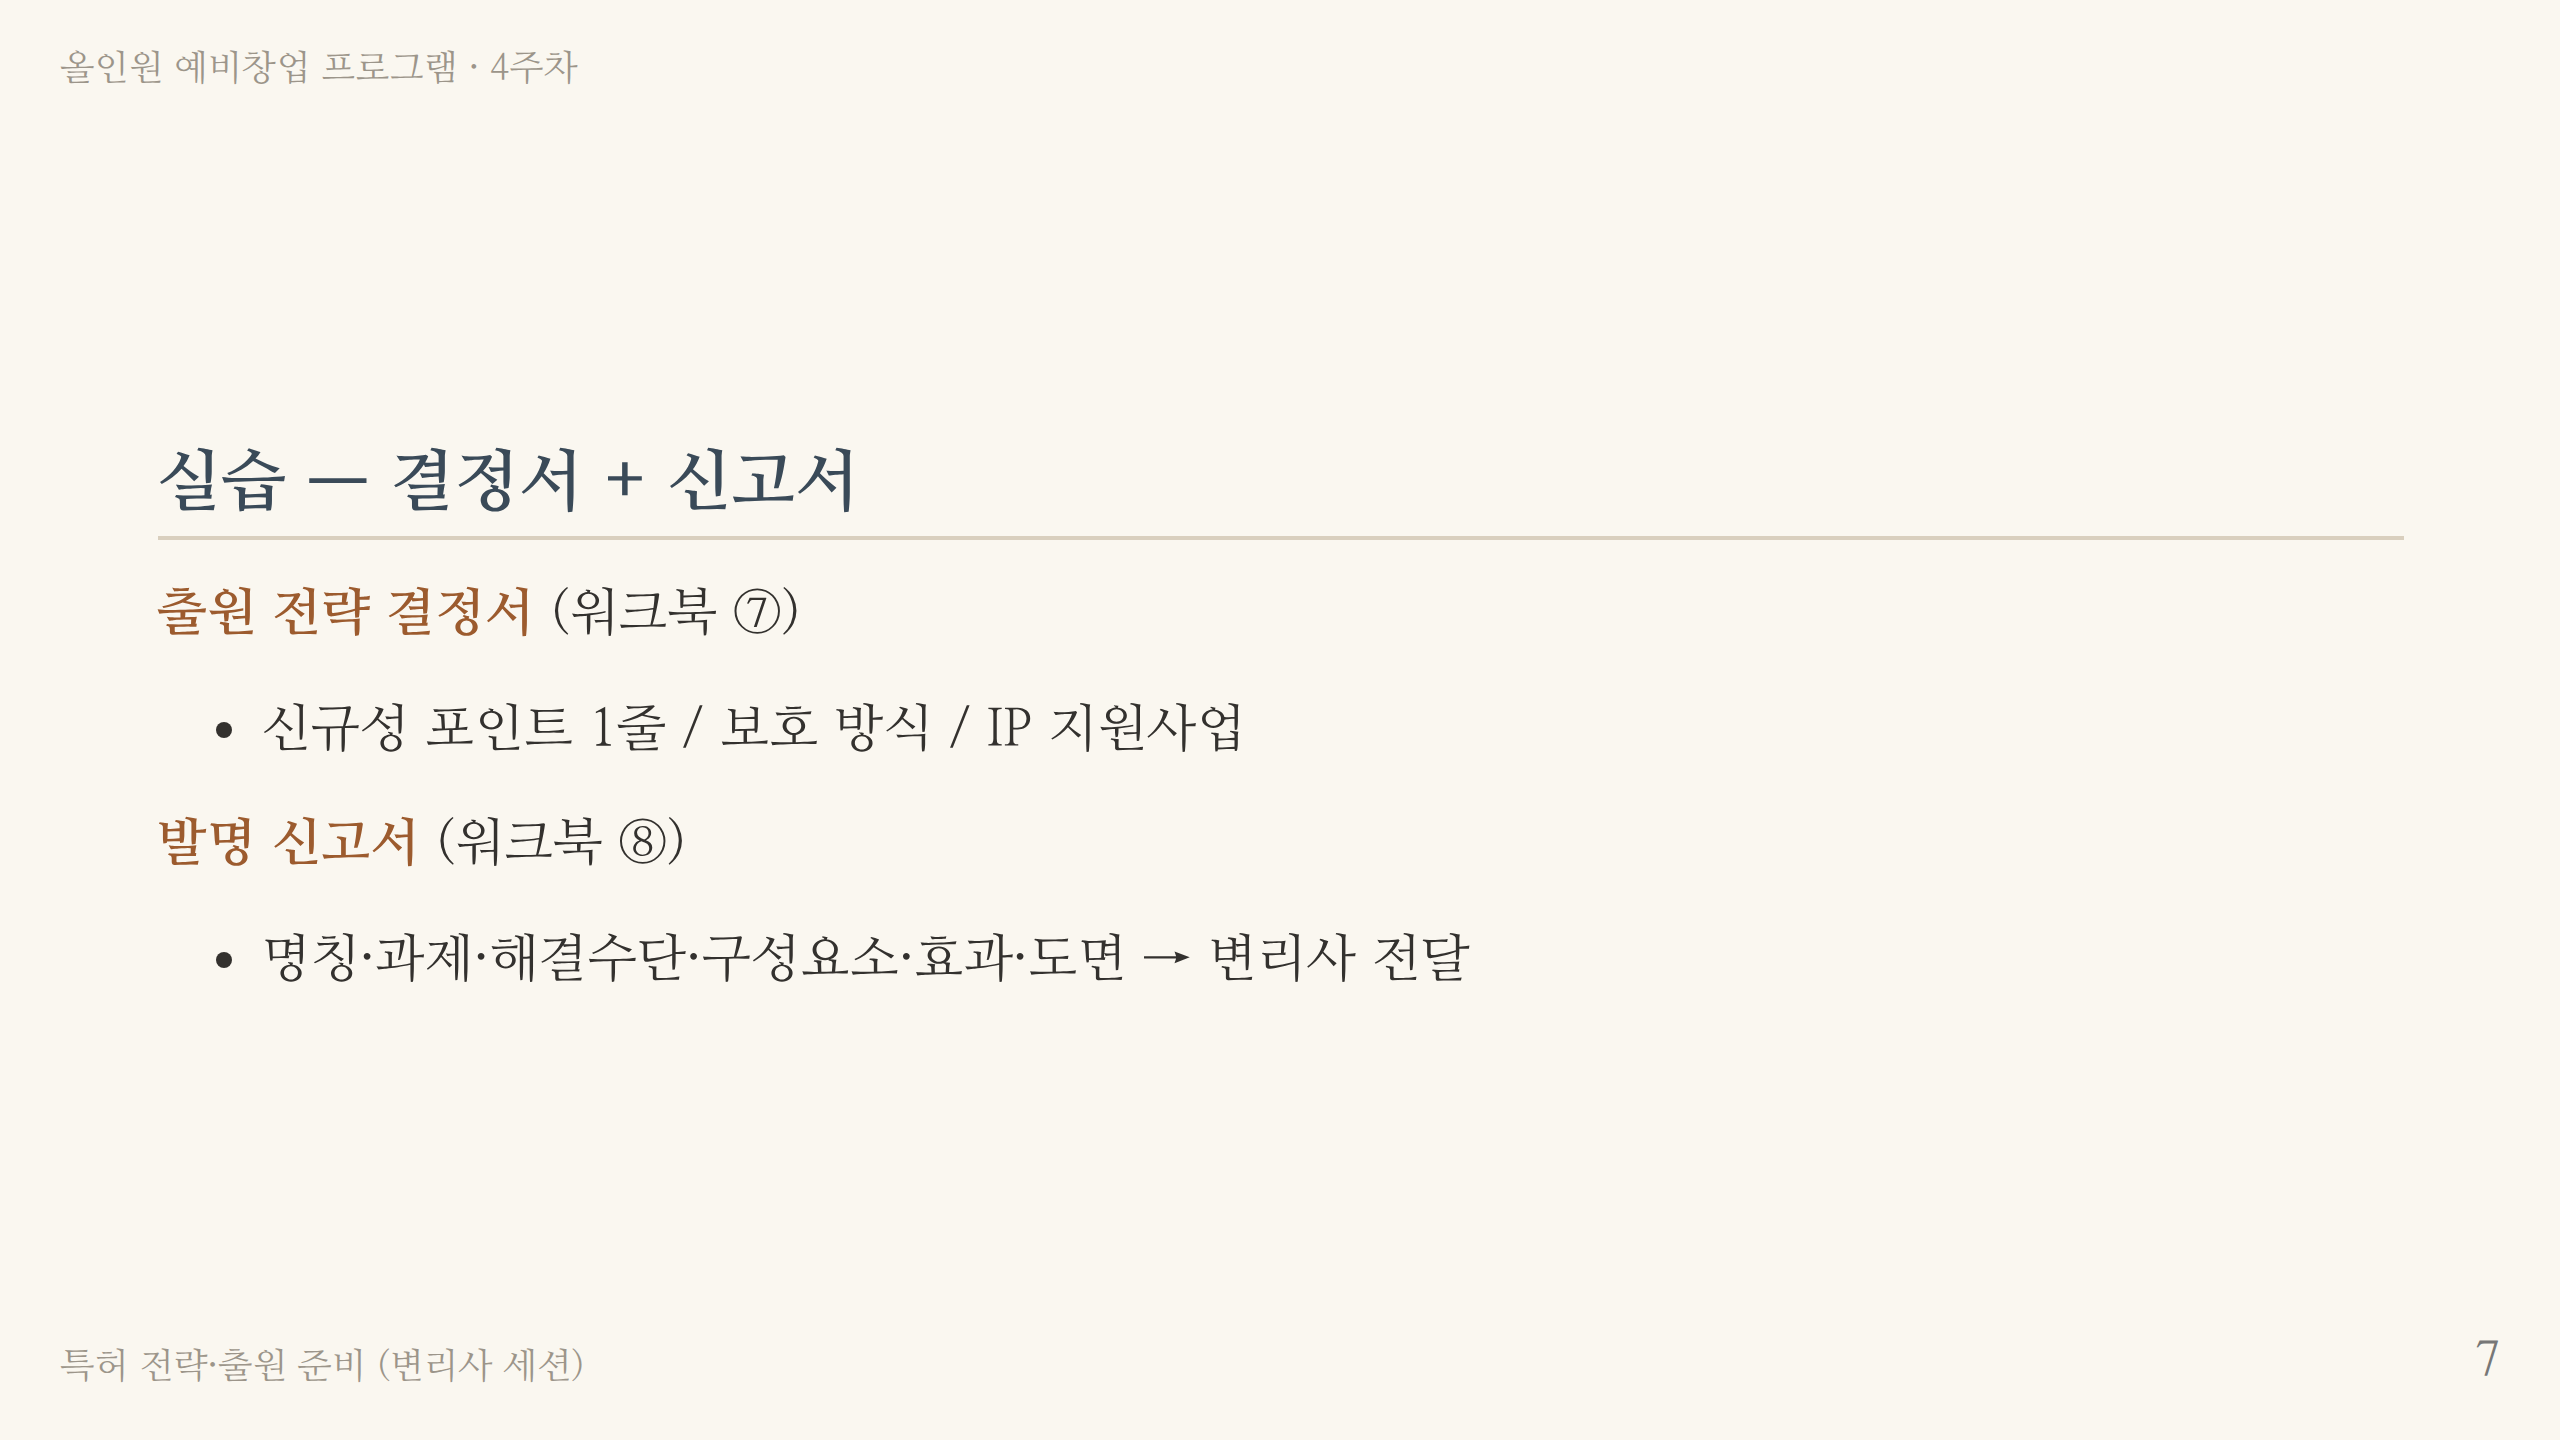 올인원 예비창업 프로그램 · 4주차
실습 — 결정서 + 신고서
출원 전략 결정서 (워크북 ⑦)
• 신규성 포인트 1줄 / 보호 방식 / IP 지원사업
발명 신고서 (워크북 ⑧)
• 명칭·과제·해결수단·구성요소·효과·도면 → 변리사 전달
특허 전략·출원 준비 (변리사 세션)
7